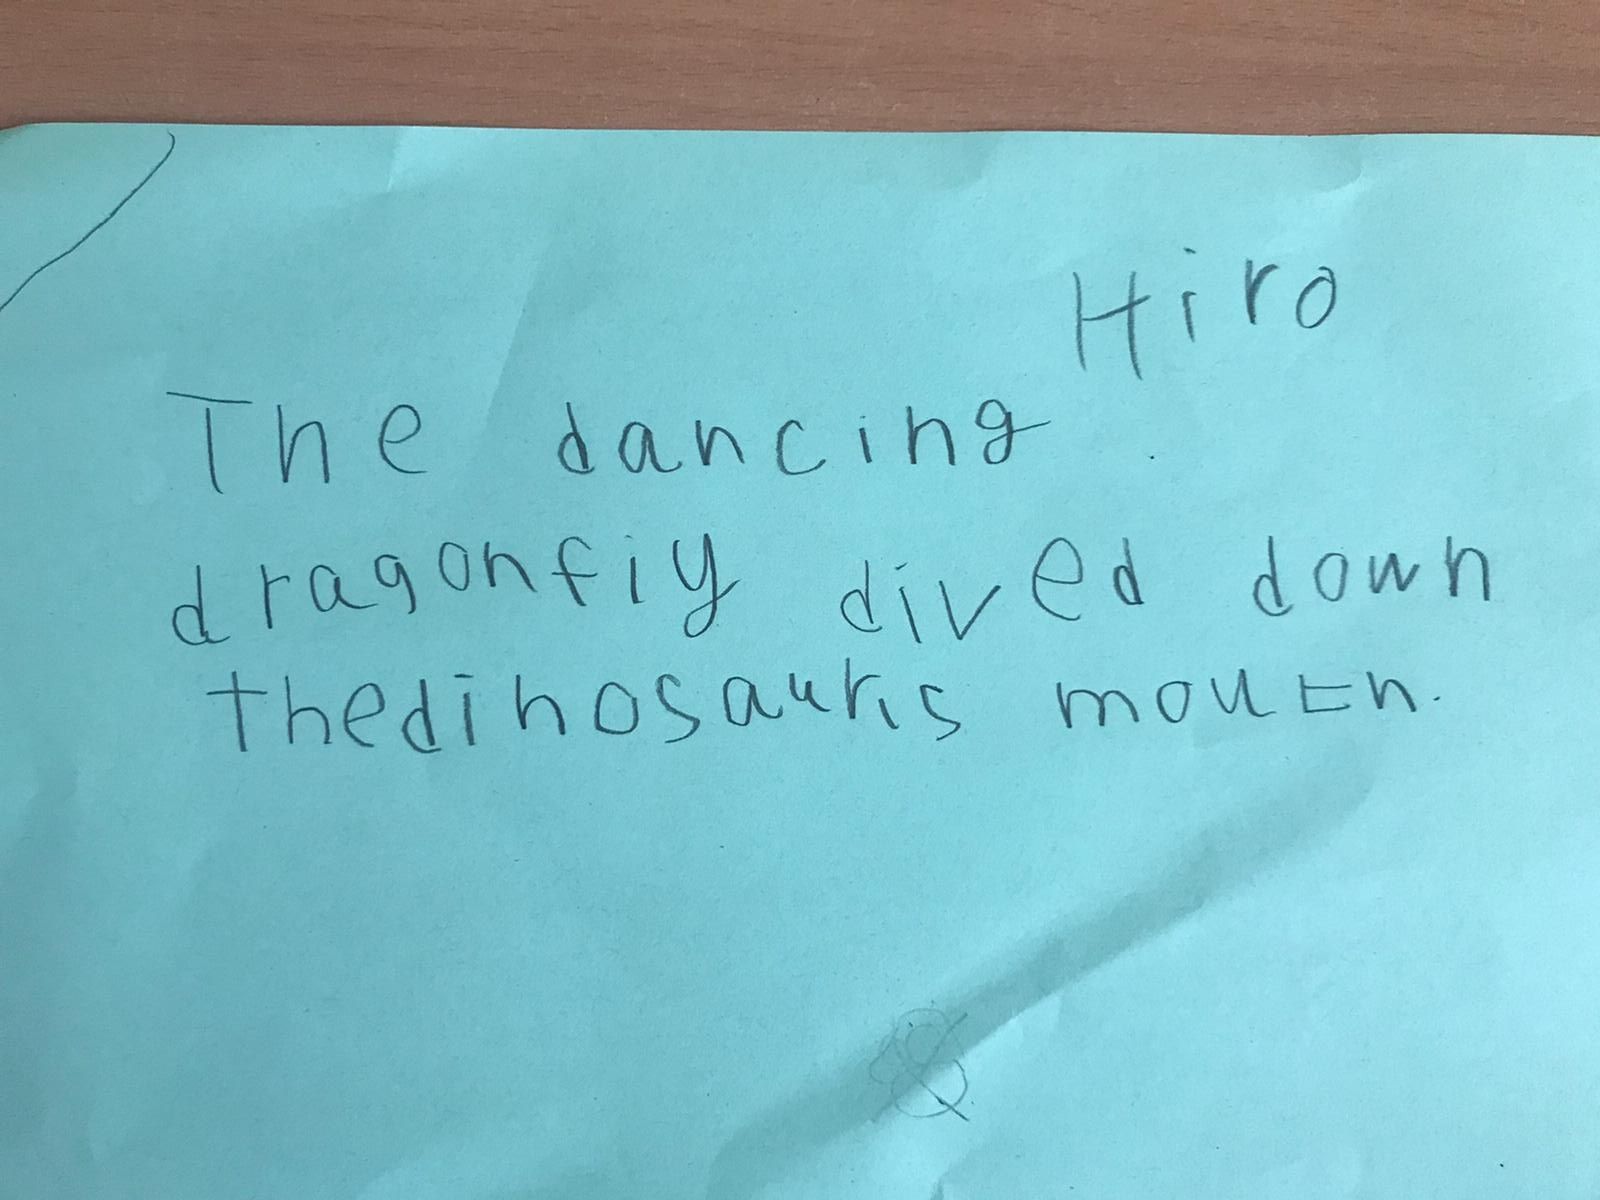 Hiro
The dancing
dragonfiy dived down
thedinosauris mouth.